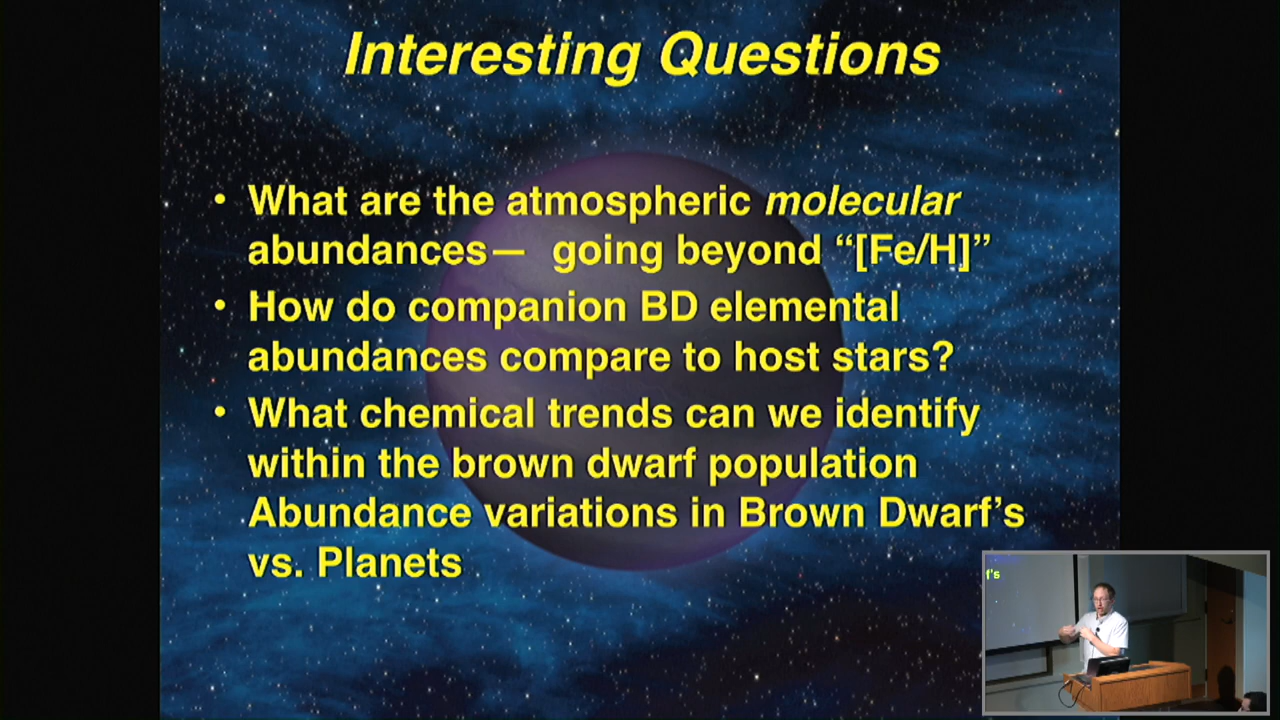 Interesting Questions
• What are the atmospheric molecular
abundances— going beyond “[Fe/H]”
• How do companion BD elemental
abundances compare to host stars?
• What chemical trends can we identify
within the brown dwarf population
Abundance variations in Brown Dwarf’s
vs. Planets
f's